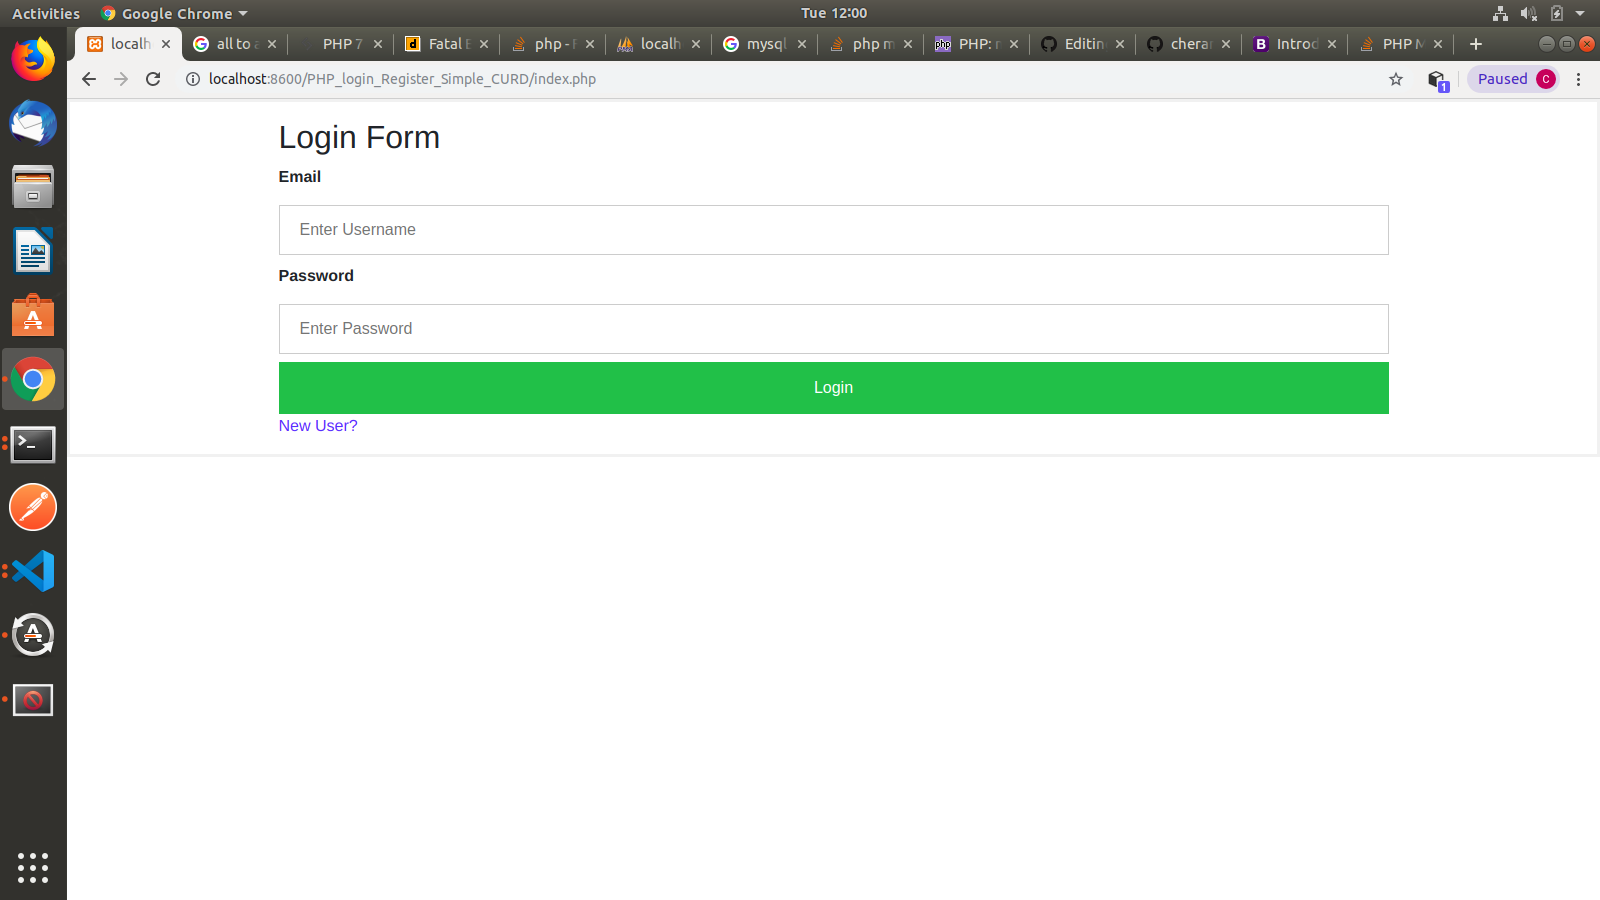 Activities
Google Chrome
Tue 12:00
localh
all to a
PHP 7
Fatal E
php - F
localh
mysql
php m
PHP: r
Editin
cheran
Introd
PHP M
localhost:8600/PHP_login_Register_Simple_CURD/index.php
1
Paused
C
Login Form
Email
Enter Username
Password
Enter Password
Login
New User?